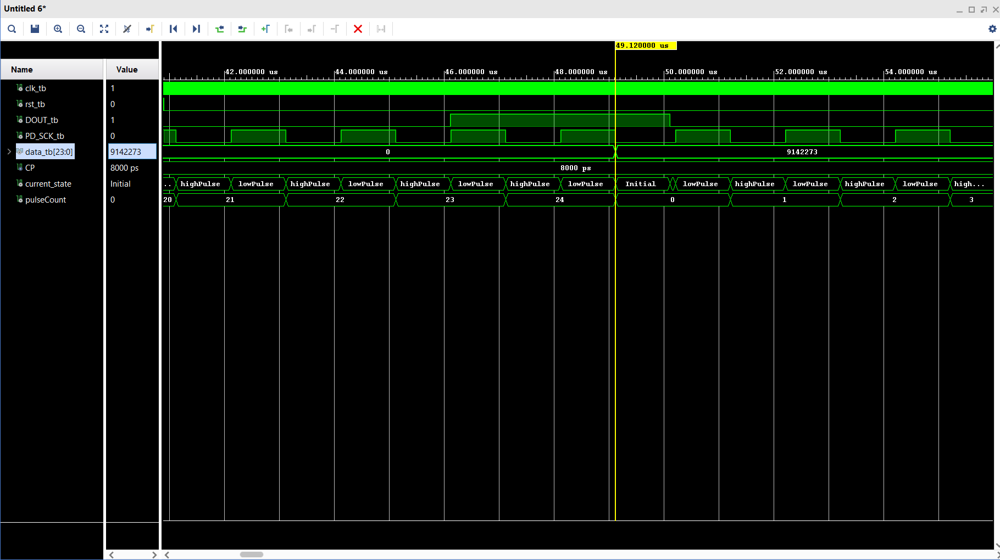 Untitled 6*
49.120000 us
Name Value
42.000000 us 44.000000 us 46.000000 us 48.000000 us 50.000000 us 52.000000 us 54.000000 us
clk_tb 1
rst_tb 0
DOUT_tb 1
PD_SCK_tb 0
data_tb[23:0] 9142273 0 9142273
CP 8000 ps 8000 ps
current_state Initial .. highPulse lowPulse highPulse lowPulse highPulse lowPulse highPulse lowPulse Initial lowPulse highPulse lowPulse highPulse lowPulse high...
pulseCount 0 20 21 22 23 24 0 1 2 3